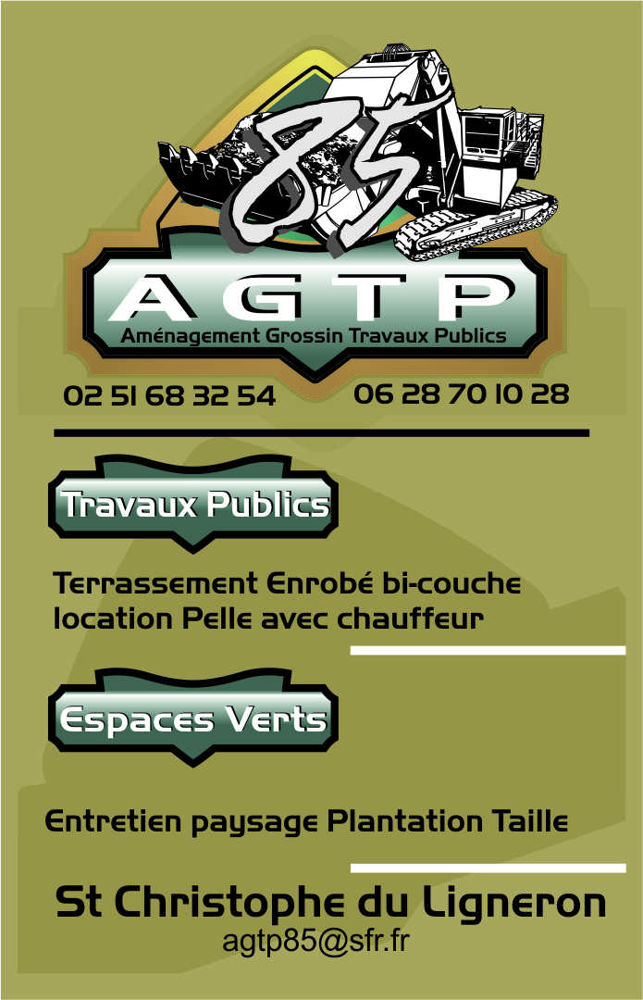 85
AGTP
Aménagement Grossin Travaux Publics
02 51 68 32 54 06 28 70 10 28
Travaux Publics
Terrassement Enrobé bi-couche
location Pelle avec chauffeur
Espaces Verts
Entretien paysage Plantation Taille
St Christophe du Ligneron
agtp85@sfr.fr